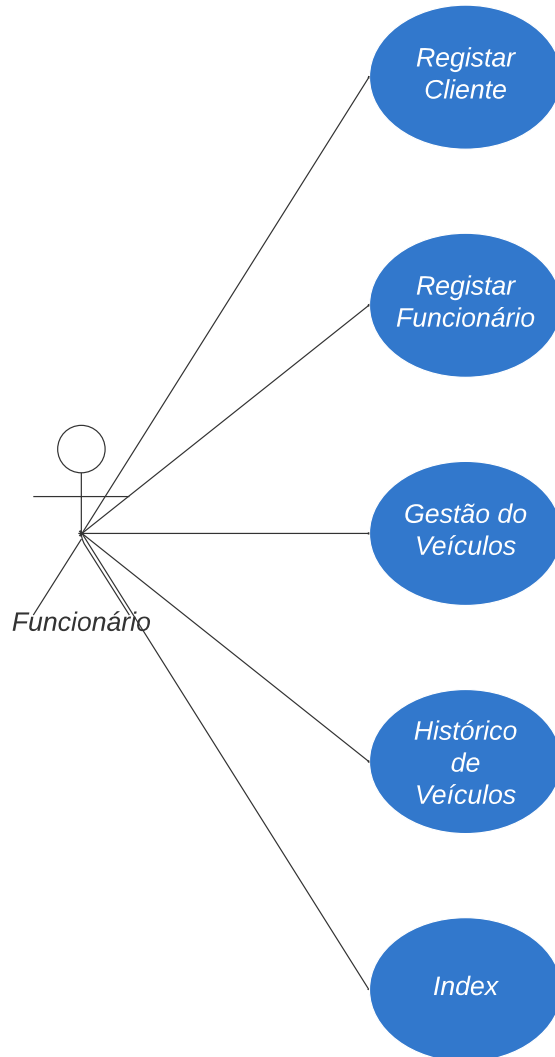 Registar
Cliente
Registar
Funcionário
Gestão do
Veículos
Funcionário
Histórico
de
Veículos
Index